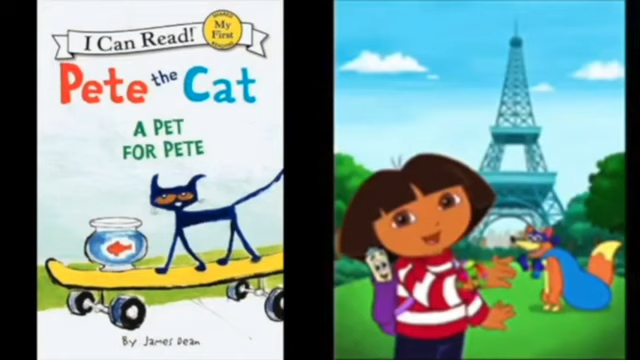 I Can Read!
My
First
Pete the Cat
A PET
FOR PETE
By James Dean